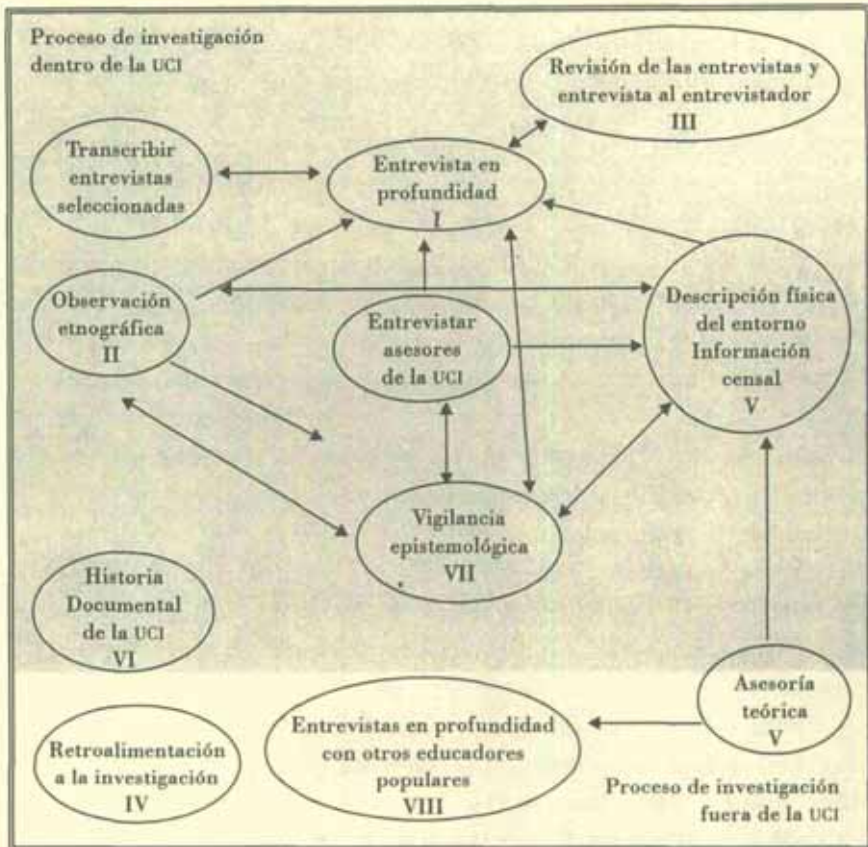 Proceso de investigación
dentro de la UCI
Revisión de las entrevistas y
entrevista al entrevistador
III
Transcribir
entrevistas
seleccionadas
Entrevista en
profundidad
I
Observación
etnográfica
II
Entrevistar
asesores
de la UCI
Descripción física
del entorno
Información
censal
V
Vigilancia
epistemológica
VII
Historia
Documental
de la UCI
VI
Asesoría
teórica
V
Retroalimentación
a la investigación
IV
Entrevistas en profundidad
con otros educadores
populares
VIII
Proceso de investigación
fuera de la UCI